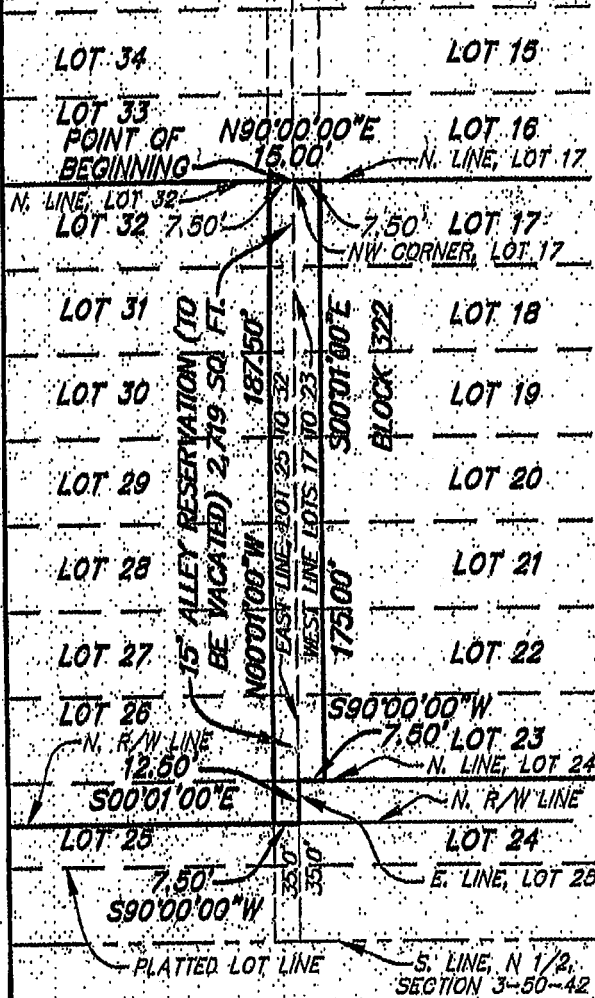 LOT 34
LOT 15
LOT 33
LOT 16
POINT OF
BEGINNING
N90°00'00"E
15.00'
N. LINE, LOT 17
N. LINE, LOT 32
LOT 32
7.50'
7.50'
LOT 17
NW CORNER, LOT 17
LOT 31
LOT 18
LOT 30
LOT 19
LOT 29
LOT 20
LOT 28
LOT 21
LOT 27
LOT 22
LOT 26
LOT 23
15' ALLEY RESERVATION (TO
BE VACATED) 2,719 SQ. FT.
N00°01'00"W
187.50'
EAST LINE LOT 25 TO 32
WEST LINE LOTS 17 TO 23
S00°01'00"E
175.00'
BLOCK 322
S90°00'00"W
7.50'
N. R/W LINE
N. LINE, LOT 24
12.50'
S00°01'00"E
N. R/W LINE
LOT 25
LOT 24
E. LINE, LOT 25
7.50'
S90°00'00"W
35.0'
35.0'
PLATTED LOT LINE
S. LINE, N 1/2,
SECTION 3-50-42